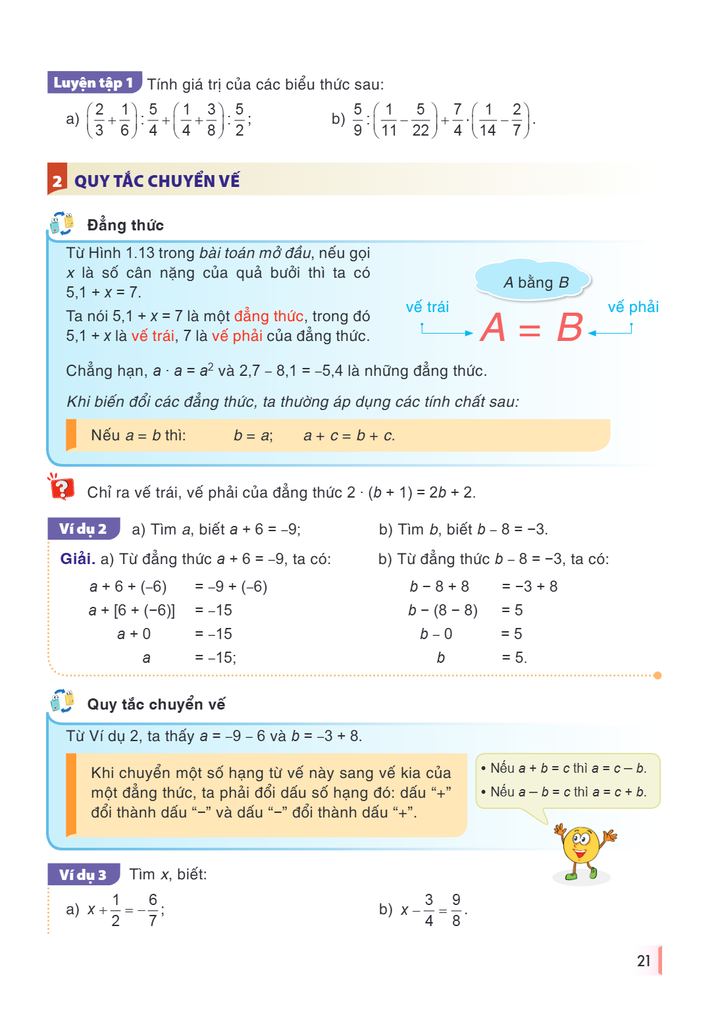 Luyện tập 1 Tính giá trị của các biểu thức sau:
a) (2/3 + 1/6) : 5/4 + (1/4 + 3/8) : 5/2; b) 5/9 : (1/11 − 5/22) + 7/4 · (1/14 − 2/7).
2 QUY TẮC CHUYỂN VẾ
Đẳng thức
Từ Hình 1.13 trong bài toán mở đầu, nếu gọi
x là số cân nặng của quả bưởi thì ta có
5,1 + x = 7.
Ta nói 5,1 + x = 7 là một đẳng thức, trong đó
5,1 + x là vế trái, 7 là vế phải của đẳng thức.
A bằng B
vế trái vế phải
A = B
Chẳng hạn, a · a = a² và 2,7 – 8,1 = –5,4 là những đẳng thức.
Khi biến đổi các đẳng thức, ta thường áp dụng các tính chất sau:
Nếu a = b thì: b = a; a + c = b + c.
?
Chỉ ra vế trái, vế phải của đẳng thức 2 · (b + 1) = 2b + 2.
Ví dụ 2 a) Tìm a, biết a + 6 = –9; b) Tìm b, biết b – 8 = −3.
Giải. a) Từ đẳng thức a + 6 = –9, ta có: b) Từ đẳng thức b – 8 = −3, ta có:
a + 6 + (–6) = –9 + (–6) b − 8 + 8 = −3 + 8
a + [6 + (−6)] = –15 b − (8 − 8) = 5
a + 0 = –15 b – 0 = 5
a = –15; b = 5.
Quy tắc chuyển vế
Từ Ví dụ 2, ta thấy a = –9 – 6 và b = –3 + 8.
Khi chuyển một số hạng từ vế này sang vế kia của
một đẳng thức, ta phải đổi dấu số hạng đó: dấu “+”
đổi thành dấu “−” và dấu “−” đổi thành dấu “+”.
• Nếu a + b = c thì a = c – b.
• Nếu a – b = c thì a = c + b.
Ví dụ 3 Tìm x, biết:
a) x + 1/2 = − 6/7; b) x − 3/4 = 9/8.
21